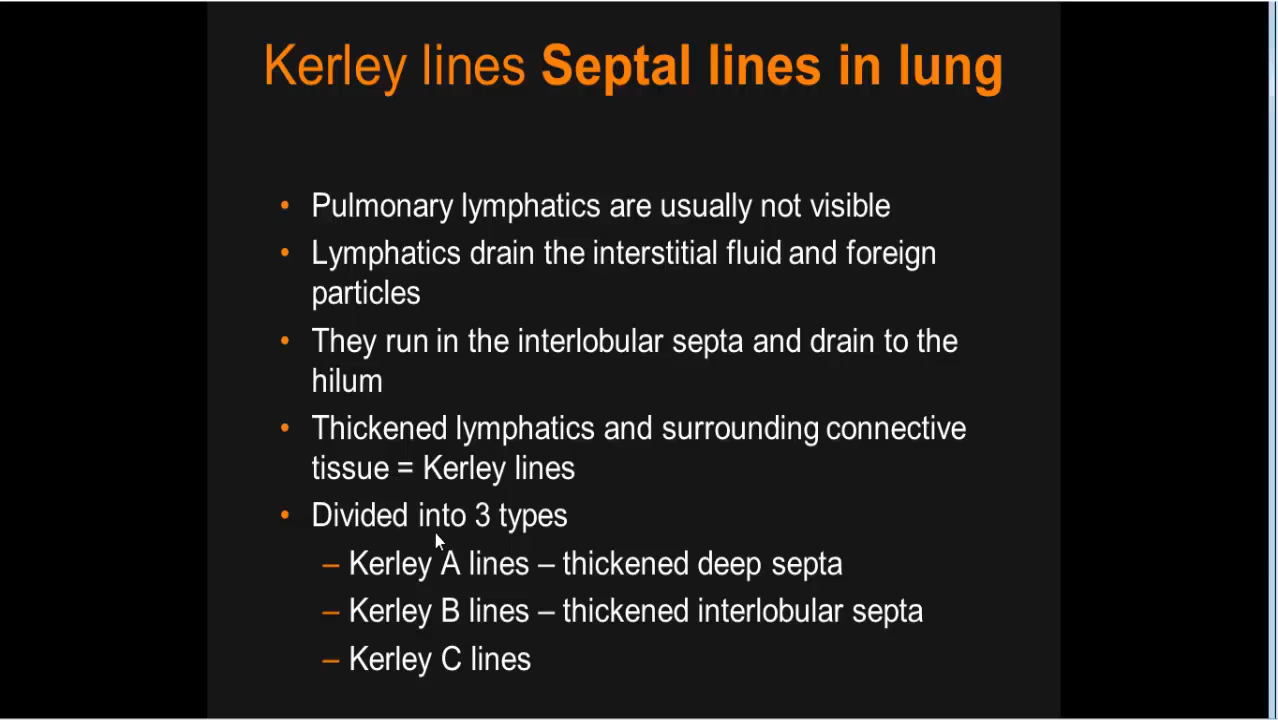 Kerley lines Septal lines in lung
• Pulmonary lymphatics are usually not visible
• Lymphatics drain the interstitial fluid and foreign
particles
• They run in the interlobular septa and drain to the
hilum
• Thickened lymphatics and surrounding connective
tissue = Kerley lines
• Divided into 3 types
– Kerley A lines – thickened deep septa
– Kerley B lines – thickened interlobular septa
– Kerley C lines